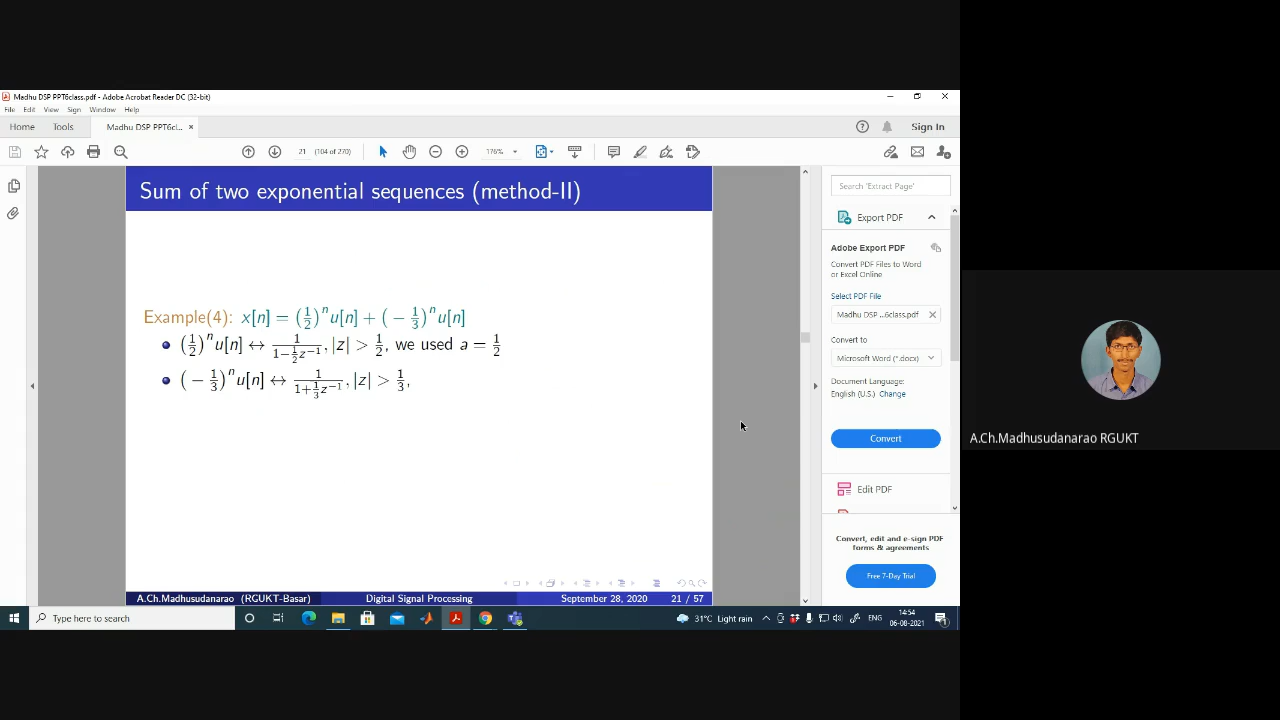 Madhu DSP PPT6class.pdf - Adobe Acrobat Reader DC (32-bit)
File Edit View Sign Window Help
Home Tools Madhu DSP PPT6cl... × Sign In
21 (104 of 270) 176%
Sum of two exponential sequences (method-II)
Example(4): x[n] = (1/2)^n u[n] + (− 1/3)^n u[n]
(1/2)^n u[n] ↔ 1/(1−1/2 z^−1), |z| > 1/2, we used a = 1/2
(− 1/3)^n u[n] ↔ 1/(1+1/3 z^−1), |z| > 1/3,
A.Ch.Madhusudanarao (RGUKT-Basar) Digital Signal Processing September 28, 2020 21 / 57
Search 'Extract Page'
Export PDF
Adobe Export PDF
Convert PDF Files to Word
or Excel Online
Select PDF File
Madhu DSP ...6class.pdf
Convert to
Microsoft Word (*.docx)
Document Language:
English (U.S.) Change
Convert
Edit PDF
Convert, edit and e-sign PDF
forms & agreements
Free 7-Day Trial
Type here to search
31°C Light rain ENG 14:54
06-08-2021
A.Ch.Madhusudanarao RGUKT